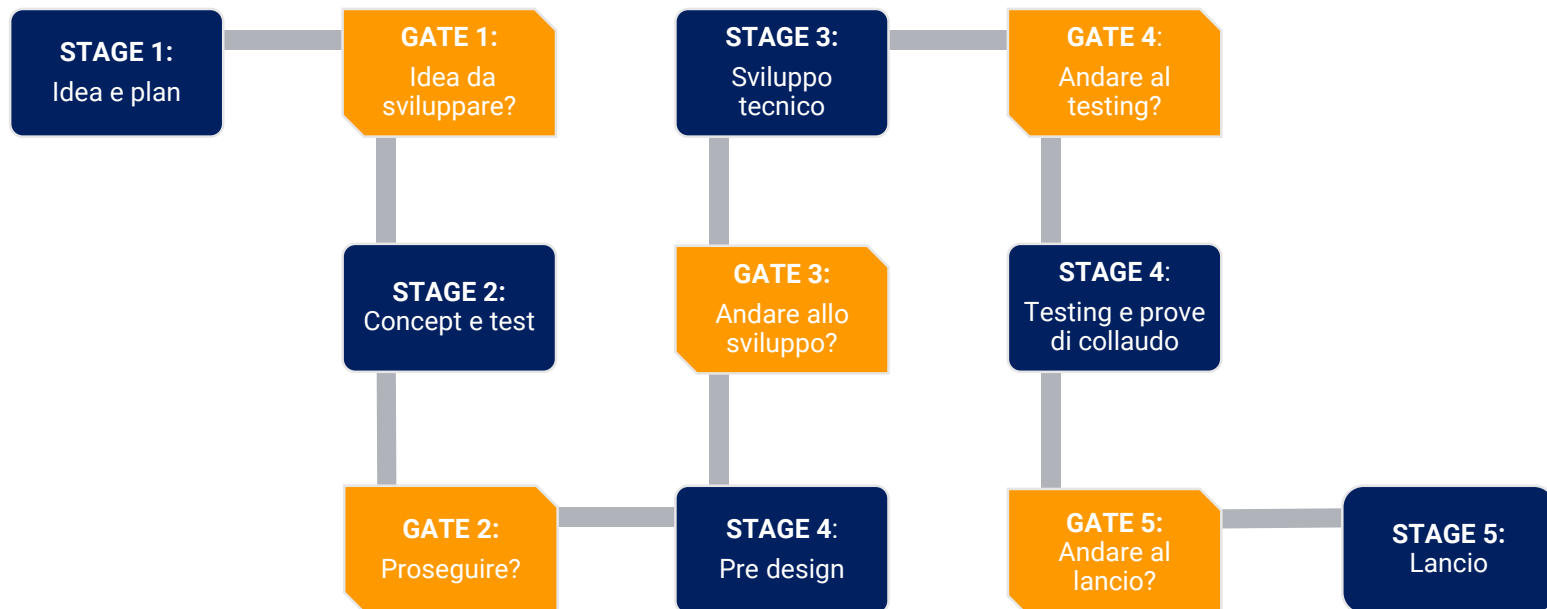 STAGE 1:
Idea e plan
GATE 1:
Idea da
sviluppare?
STAGE 2:
Concept e test
GATE 2:
Proseguire?
STAGE 4:
Pre design
GATE 3:
Andare allo
sviluppo?
STAGE 3:
Sviluppo
tecnico
GATE 4:
Andare al
testing?
STAGE 4:
Testing e prove
di collaudo
GATE 5:
Andare al
lancio?
STAGE 5:
Lancio